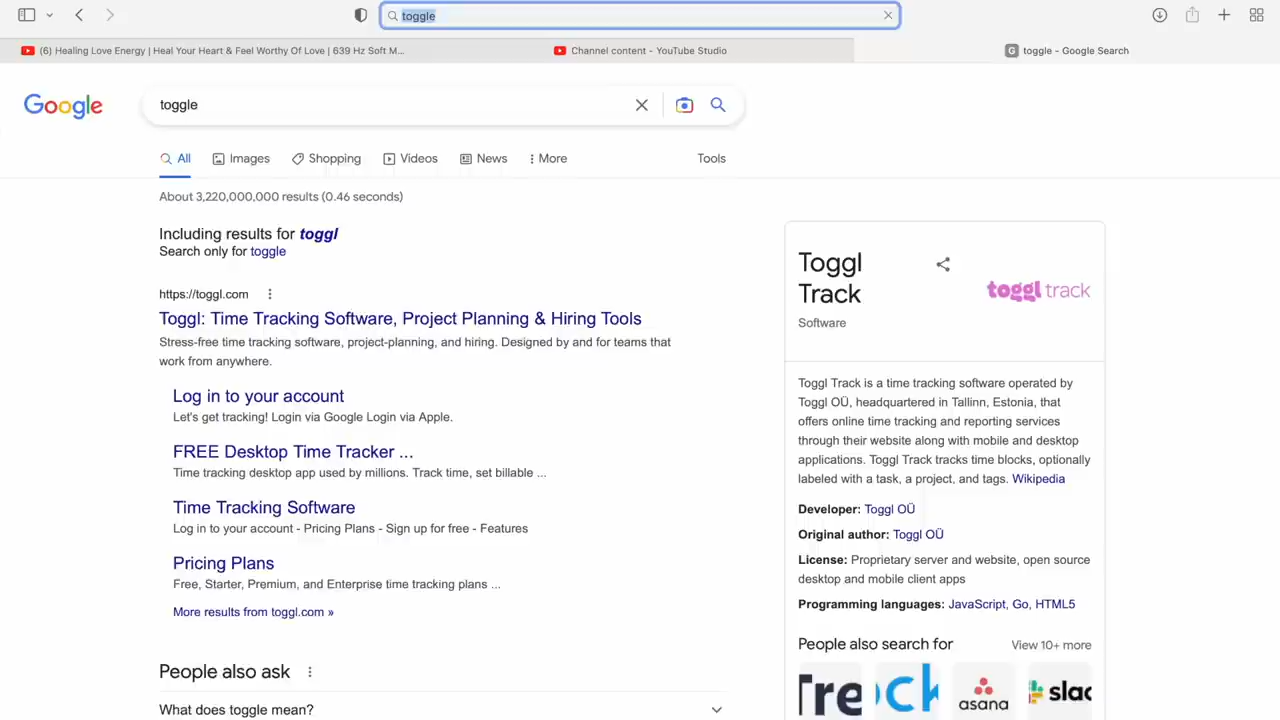 toggle
(6) Healing Love Energy | Heal Your Heart & Feel Worthy Of Love | 639 Hz Soft M...
Channel content - YouTube Studio
G toggle - Google Search
Google
toggle
All
Images
Shopping
Videos
News
More
Tools
About 3,220,000,000 results (0.46 seconds)
Including results for toggl
Search only for toggle
https://toggl.com
Toggl: Time Tracking Software, Project Planning & Hiring Tools
Stress-free time tracking software, project-planning, and hiring. Designed by and for teams that
work from anywhere.
Log in to your account
Let's get tracking! Login via Google Login via Apple.
FREE Desktop Time Tracker ...
Time tracking desktop app used by millions. Track time, set billable ...
Time Tracking Software
Log in to your account - Pricing Plans - Sign up for free - Features
Pricing Plans
Free, Starter, Premium, and Enterprise time tracking plans ...
More results from toggl.com »
People also ask
What does toggle mean?
Toggl
Track
Software
toggl track
Toggl Track is a time tracking software operated by
Toggl OÜ, headquartered in Tallinn, Estonia, that
offers online time tracking and reporting services
through their website along with mobile and desktop
applications. Toggl Track tracks time blocks, optionally
labeled with a task, a project, and tags. Wikipedia
Developer: Toggl OÜ
Original author: Toggl OÜ
License: Proprietary server and website, open source
desktop and mobile client apps
Programming languages: JavaScript, Go, HTML5
People also search for
View 10+ more
Tre
ock
asana
slac